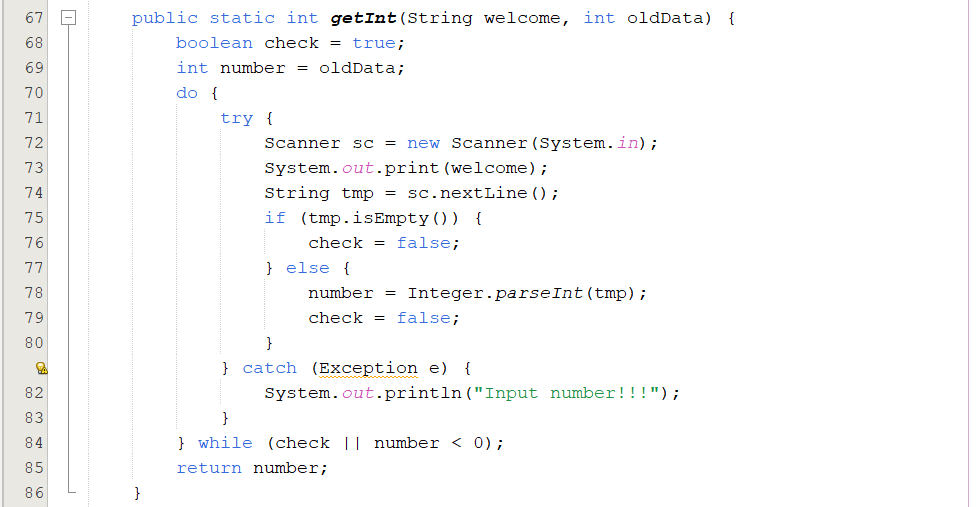 67 public static int getInt(String welcome, int oldData) {
68 boolean check = true;
69 int number = oldData;
70 do {
71 try {
72 Scanner sc = new Scanner(System.in);
73 System.out.print(welcome);
74 String tmp = sc.nextLine();
75 if (tmp.isEmpty()) {
76 check = false;
77 } else {
78 number = Integer.parseInt(tmp);
79 check = false;
80 }
} catch (Exception e) {
82 System.out.println("Input number!!!");
83 }
84 } while (check || number < 0);
85 return number;
86 }